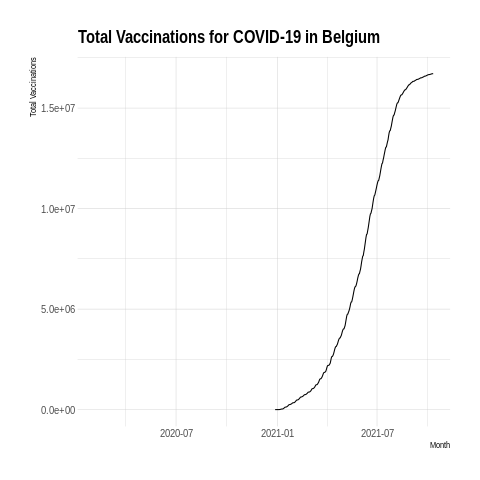 Total Vaccinations for COVID-19 in Belgium
Total Vaccinations
1.5e+07
1.0e+07
5.0e+06
0.0e+00
2020-07 2021-01 2021-07
Month